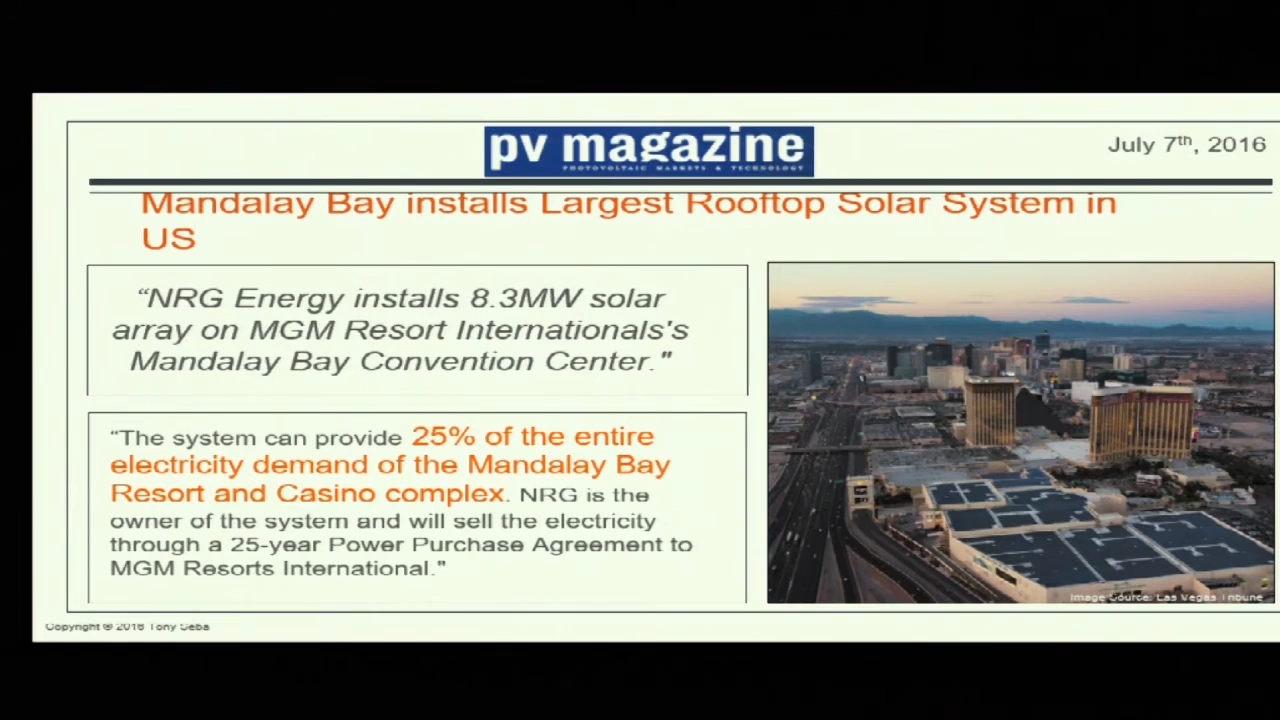 pv magazine
PHOTOVOLTAIC MARKETS & TECHNOLOGY
July 7th, 2016
Mandalay Bay installs Largest Rooftop Solar System in
US
“NRG Energy installs 8.3MW solar
array on MGM Resort Internationals's
Mandalay Bay Convention Center."
“The system can provide 25% of the entire
electricity demand of the Mandalay Bay
Resort and Casino complex. NRG is the
owner of the system and will sell the electricity
through a 25-year Power Purchase Agreement to
MGM Resorts International."
Image Source: Las Vegas Tribune
Copyright © 2016 Tony Seba